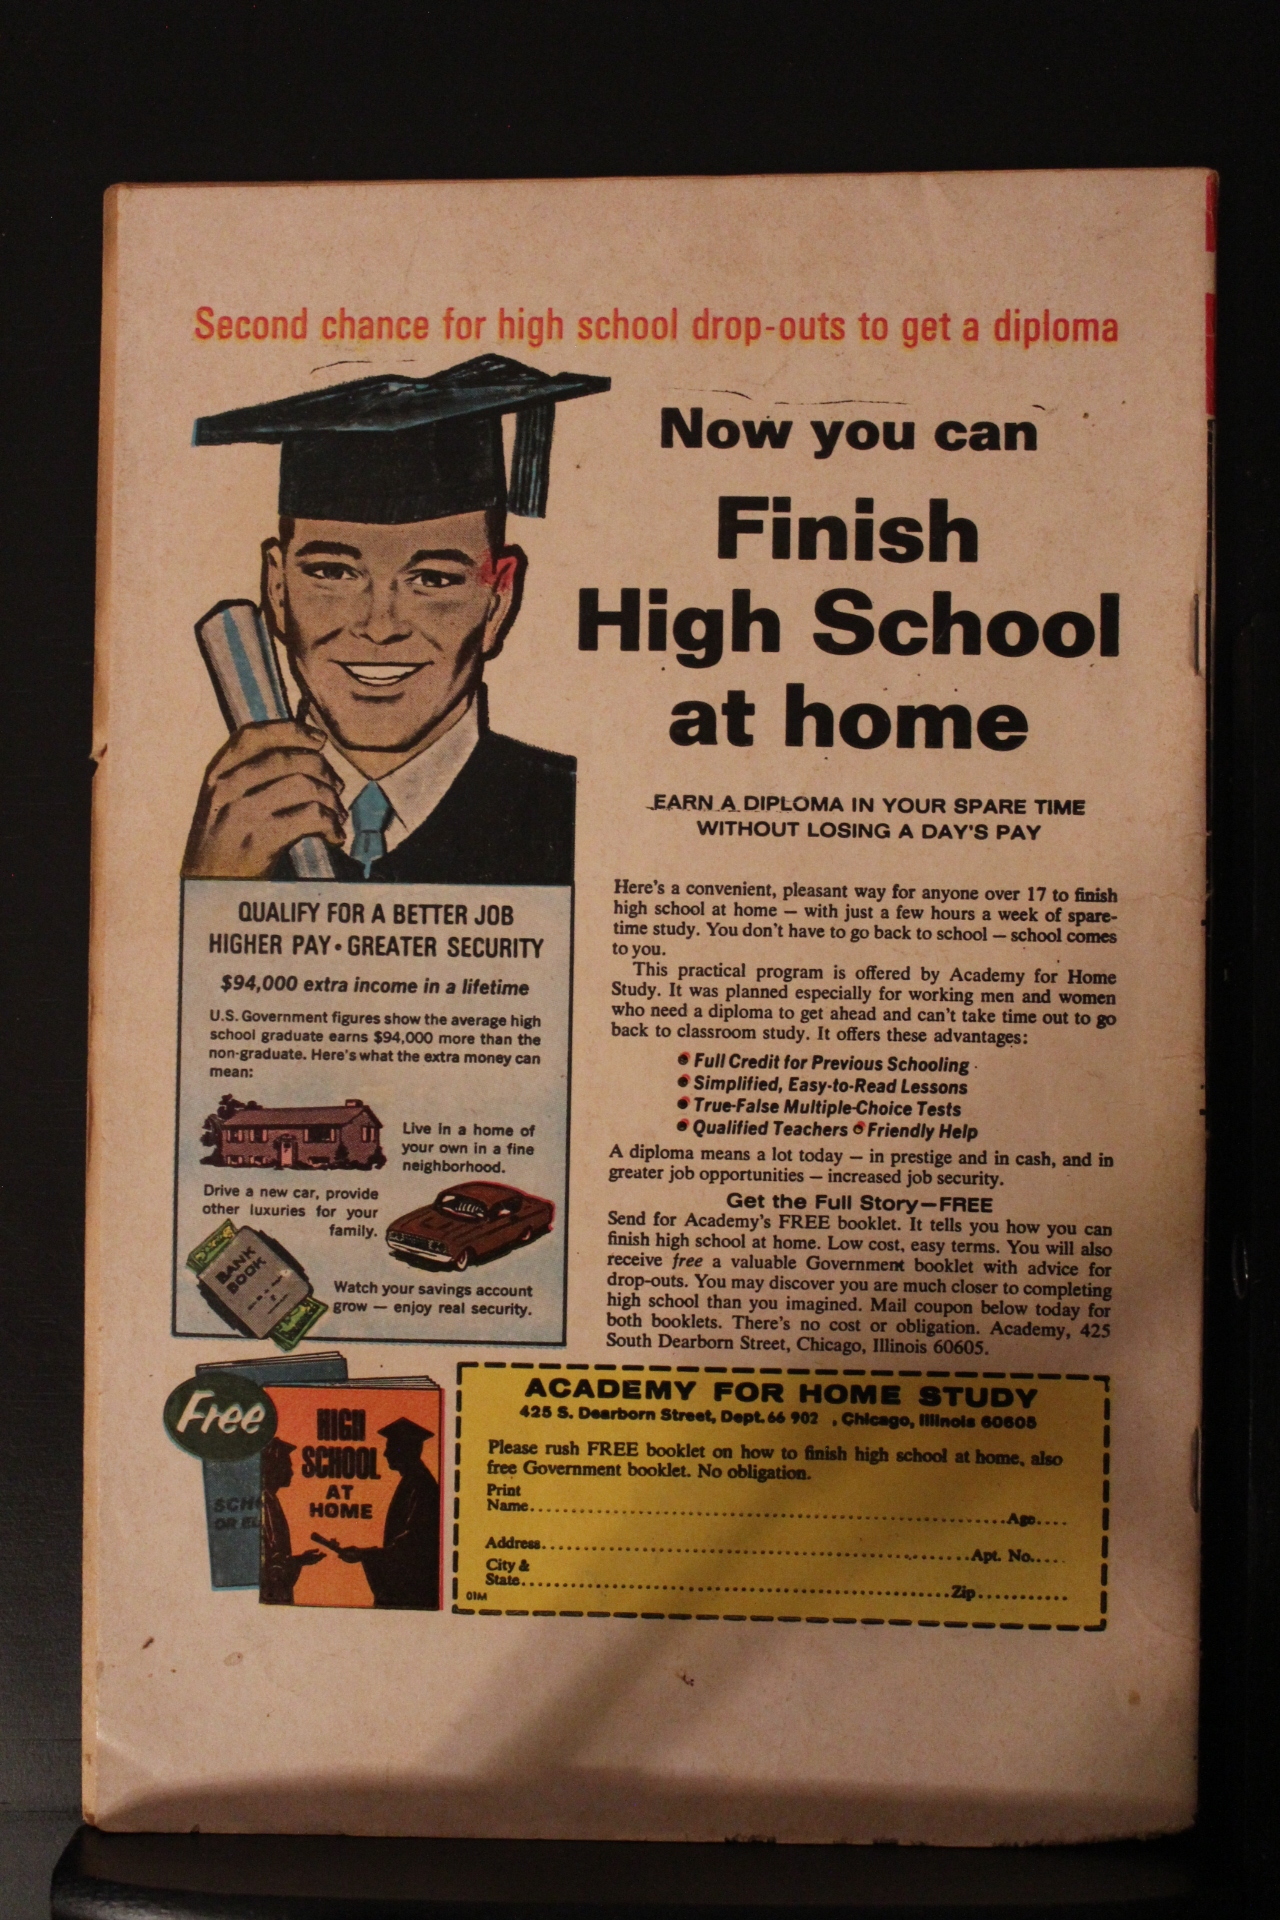 Second chance for high school drop-outs to get a diploma
Now you can
Finish
High School
at home
EARN A DIPLOMA IN YOUR SPARE TIME
WITHOUT LOSING A DAY'S PAY
QUALIFY FOR A BETTER JOB
HIGHER PAY • GREATER SECURITY
$94,000 extra income in a lifetime
U.S. Government figures show the average high
school graduate earns $94,000 more than the
non-graduate. Here's what the extra money can
mean:
Live in a home of
your own in a fine
neighborhood.
Drive a new car, provide
other luxuries for your
family.
BANK
BOOK
Watch your savings account
grow — enjoy real security.
Here's a convenient, pleasant way for anyone over 17 to finish
high school at home — with just a few hours a week of spare-
time study. You don't have to go back to school — school comes
to you.
This practical program is offered by Academy for Home
Study. It was planned especially for working men and women
who need a diploma to get ahead and can't take time out to go
back to classroom study. It offers these advantages:
• Full Credit for Previous Schooling
• Simplified, Easy-to-Read Lessons
• True-False Multiple-Choice Tests
• Qualified Teachers • Friendly Help
A diploma means a lot today — in prestige and in cash, and in
greater job opportunities — increased job security.
Get the Full Story—FREE
Send for Academy's FREE booklet. It tells you how you can
finish high school at home. Low cost, easy terms. You will also
receive free a valuable Government booklet with advice for
drop-outs. You may discover you are much closer to completing
high school than you imagined. Mail coupon below today for
both booklets. There's no cost or obligation. Academy, 425
South Dearborn Street, Chicago, Illinois 60605.
Free
HIGH
SCHOOL
AT
HOME
SCH
OR EL
ACADEMY FOR HOME STUDY
425 S. Dearborn Street, Dept. 66 902 , Chicago, Illinois 60605
Please rush FREE booklet on how to finish high school at home, also
free Government booklet. No obligation.
Print
Name..........Age....
Address..........Apt. No.....
City &
State..........Zip..........
01M